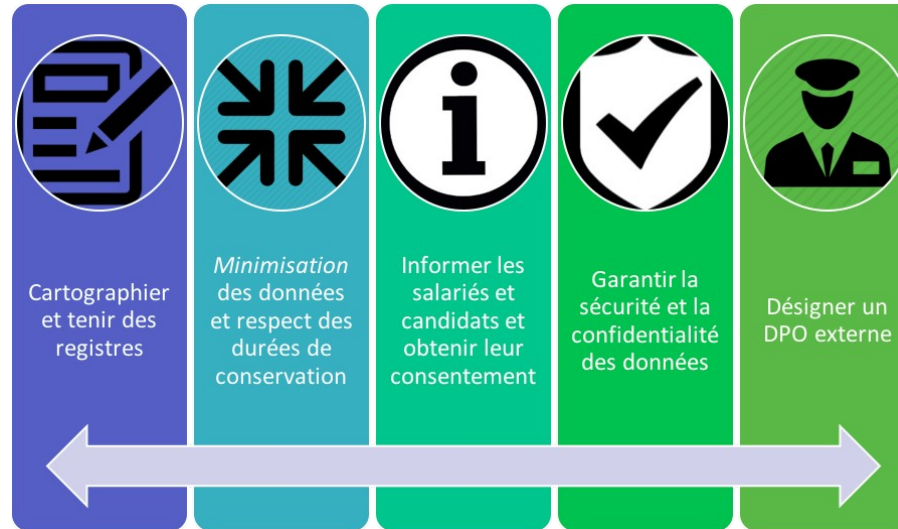 Cartographier
et tenir des
registres
Minimisation
des données
et respect des
durées de
conservation
Informer les
salariés et
candidats et
obtenir leur
consentement
Garantir la
sécurité et la
confidentialité
des données
Désigner un
DPO externe